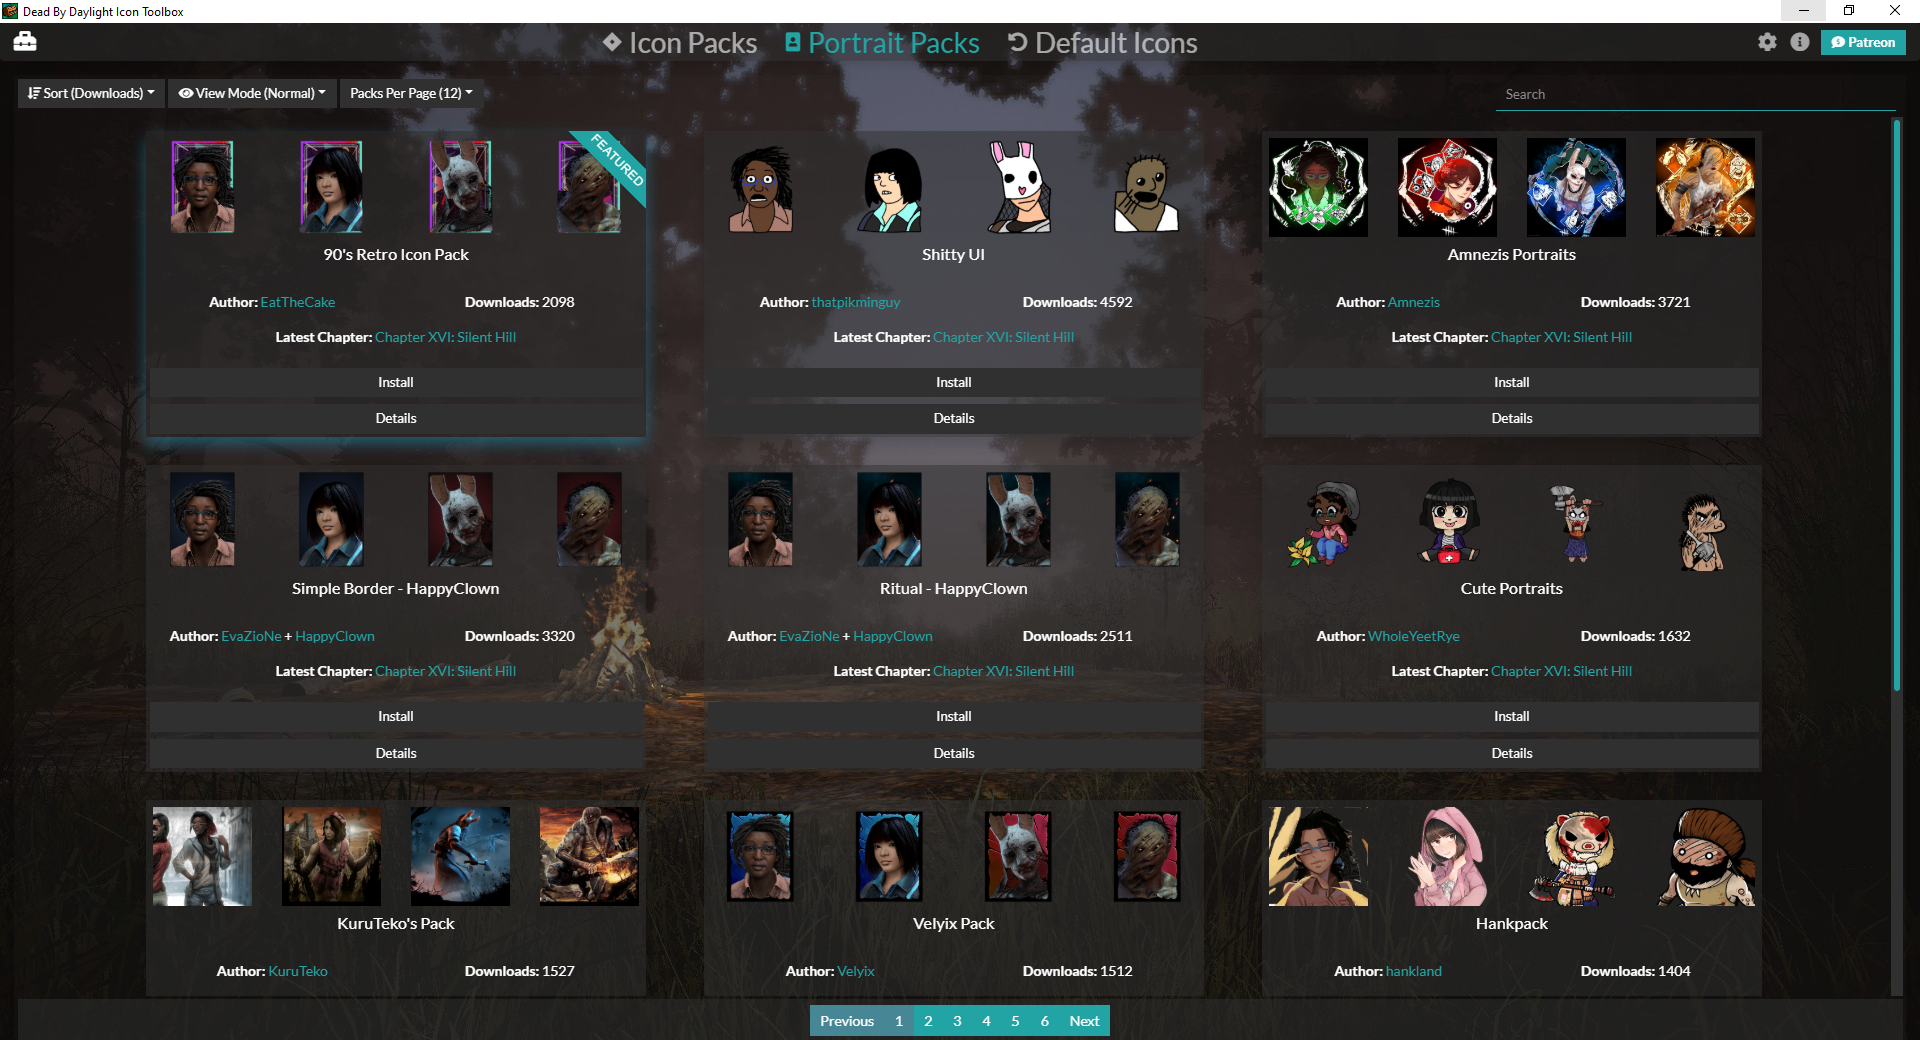 Dead By Daylight Icon Toolbox
Icon Packs Portrait Packs Default Icons
Patreon
Sort (Downloads) View Mode (Normal) Packs Per Page (12)
Search
FEATURED
90's Retro Icon Pack
Author: EatTheCake Downloads: 2098
Latest Chapter: Chapter XVI: Silent Hill
Install
Details
Shitty UI
Author: thatpikminguy Downloads: 4592
Latest Chapter: Chapter XVI: Silent Hill
Install
Details
Amnezis Portraits
Author: Amnezis Downloads: 3721
Latest Chapter: Chapter XVI: Silent Hill
Install
Details
Simple Border - HappyClown
Author: EvaZioNe + HappyClown Downloads: 3320
Latest Chapter: Chapter XVI: Silent Hill
Install
Details
Ritual - HappyClown
Author: EvaZioNe + HappyClown Downloads: 2511
Latest Chapter: Chapter XVI: Silent Hill
Install
Details
Cute Portraits
Author: WholeYeetRye Downloads: 1632
Latest Chapter: Chapter XVI: Silent Hill
Install
Details
KuruTeko's Pack
Author: KuruTeko Downloads: 1527
Velyix Pack
Author: Velyix Downloads: 1512
Hankpack
Author: hankland Downloads: 1404
Previous 1 2 3 4 5 6 Next